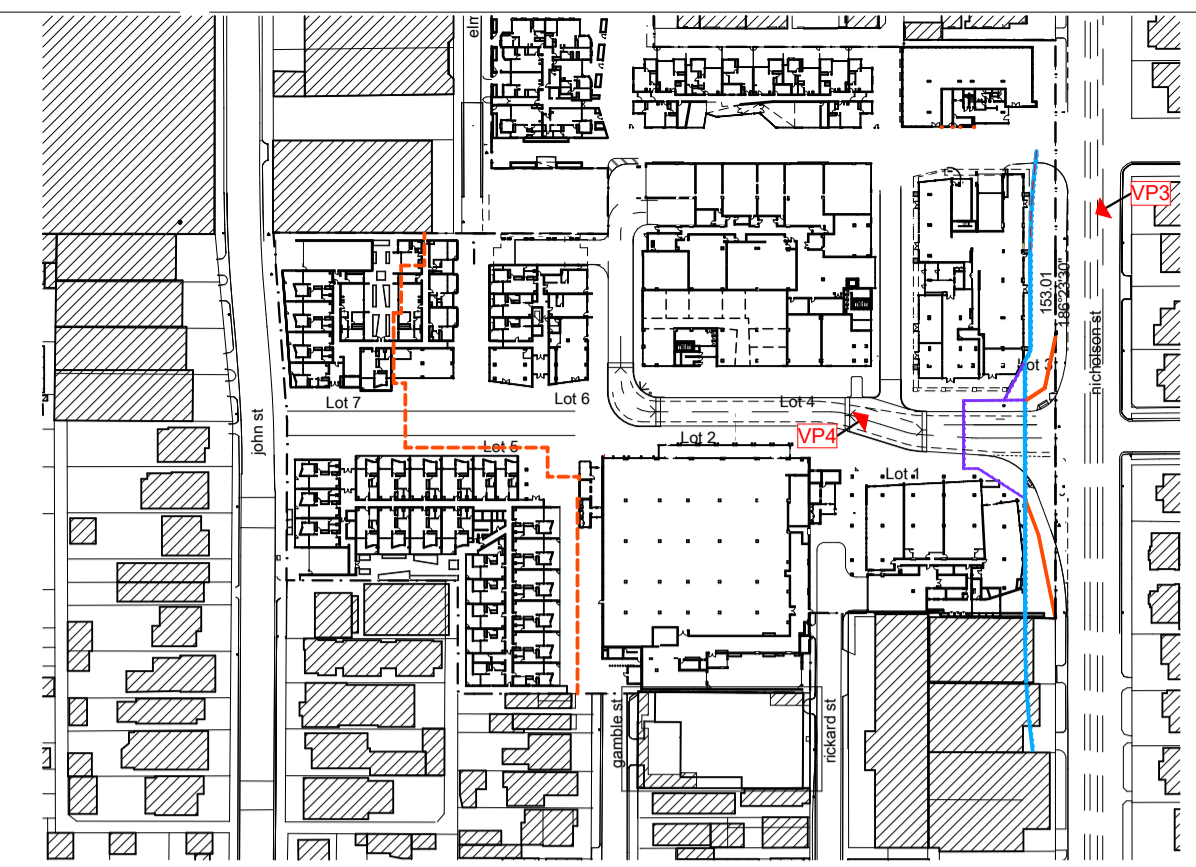 elm
VP3
153.01
186°23'30"
nicholson st
Lot 3
Lot 7
Lot 6
Lot 4
john st
VP4
Lot 5
Lot 2
Lot 1
gamble st
rickard st